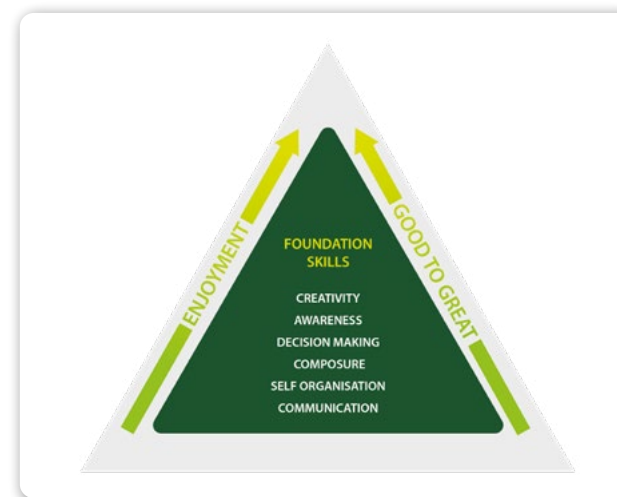 ENJOYMENT
GOOD TO GREAT
FOUNDATION
SKILLS
CREATIVITY
AWARENESS
DECISION MAKING
COMPOSURE
SELF ORGANISATION
COMMUNICATION